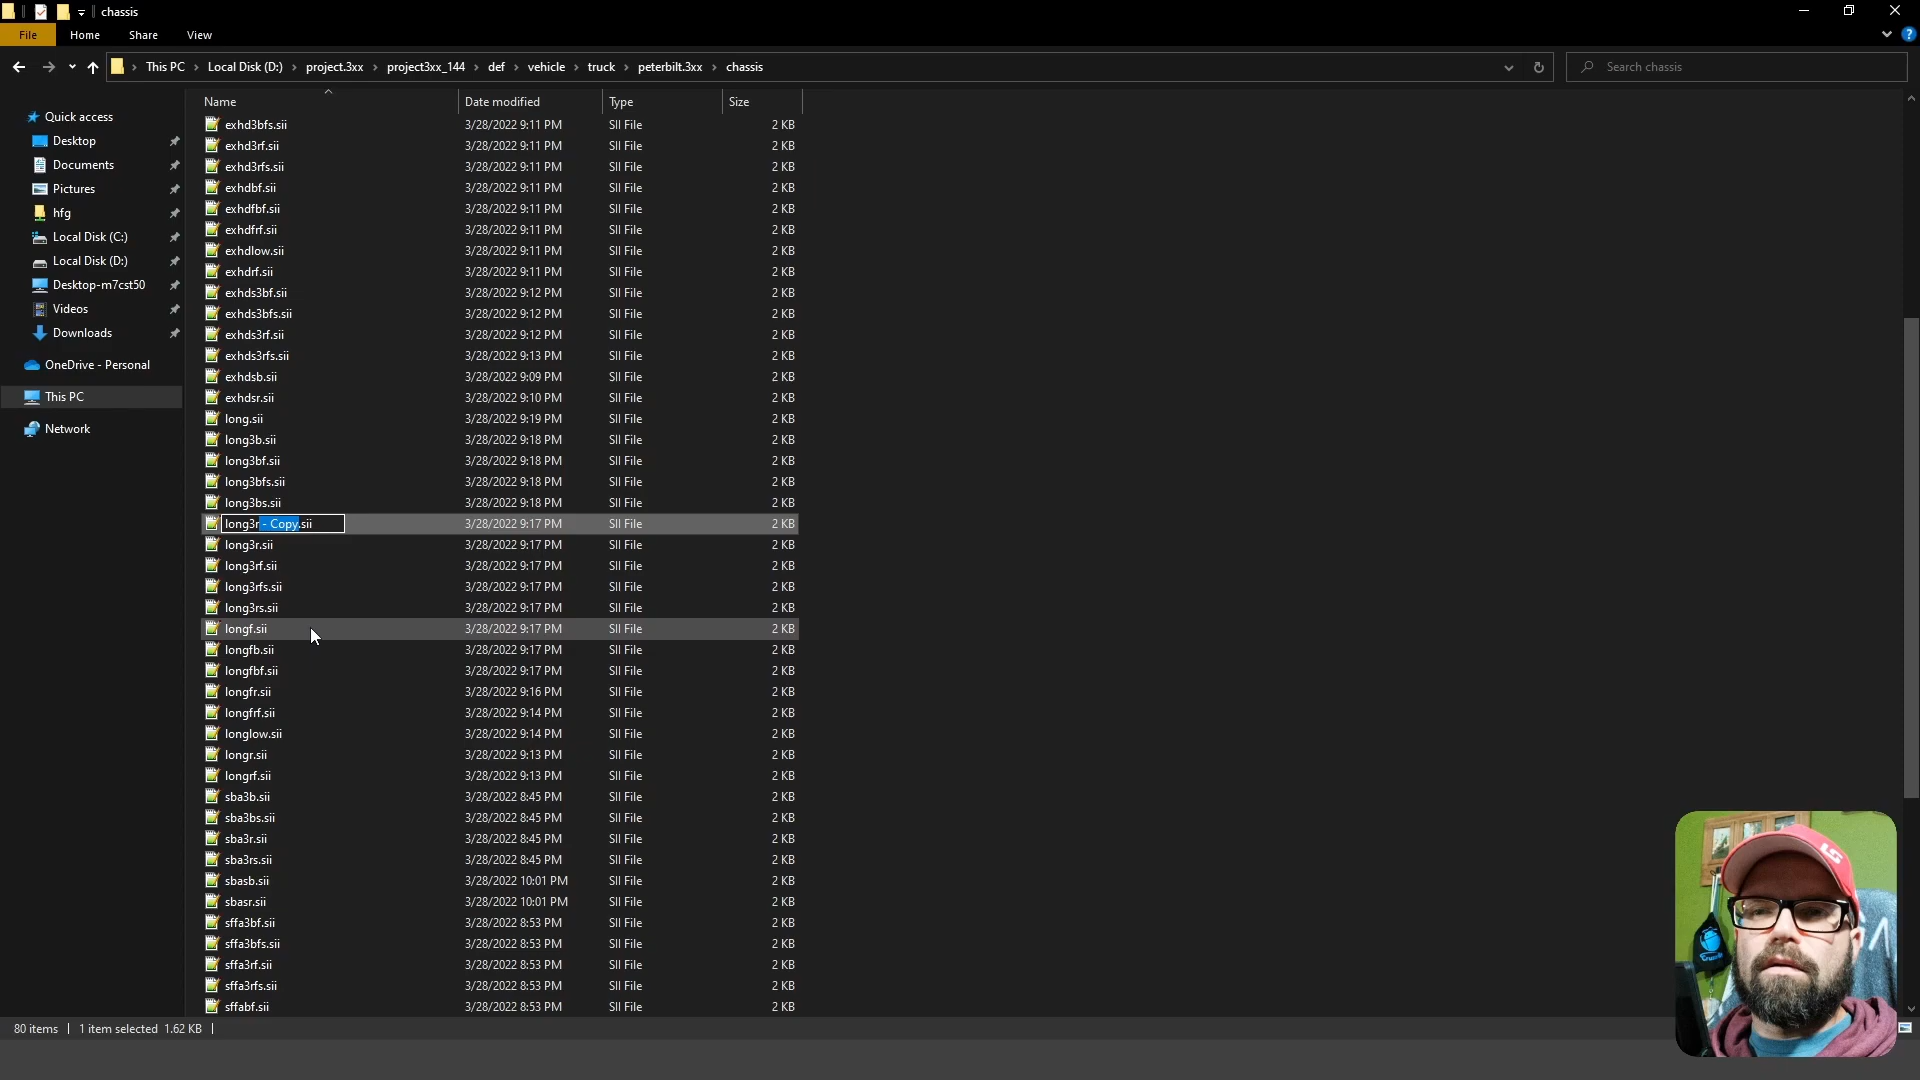 chassis
File Home Share View
This PC Local Disk (D:) project.3xx project3xx_144 def vehicle truck peterbilt.3xx chassis Search chassis
Name Date modified Type Size
Quick access
Desktop
Documents
Pictures
hfg
Local Disk (C:)
Local Disk (D:)
Desktop-m7cst50
Videos
Downloads
OneDrive - Personal
This PC
Network
exhd3bfs.sii 3/28/2022 9:11 PM SII File 2 KB
exhd3rf.sii 3/28/2022 9:11 PM SII File 2 KB
exhd3rfs.sii 3/28/2022 9:11 PM SII File 2 KB
exhdbf.sii 3/28/2022 9:11 PM SII File 2 KB
exhdfbf.sii 3/28/2022 9:11 PM SII File 2 KB
exhdfrf.sii 3/28/2022 9:11 PM SII File 2 KB
exhdlow.sii 3/28/2022 9:11 PM SII File 2 KB
exhdrf.sii 3/28/2022 9:11 PM SII File 2 KB
exhds3bf.sii 3/28/2022 9:12 PM SII File 2 KB
exhds3bfs.sii 3/28/2022 9:12 PM SII File 2 KB
exhds3rf.sii 3/28/2022 9:12 PM SII File 2 KB
exhds3rfs.sii 3/28/2022 9:13 PM SII File 2 KB
exhdsb.sii 3/28/2022 9:09 PM SII File 2 KB
exhdsr.sii 3/28/2022 9:10 PM SII File 2 KB
long.sii 3/28/2022 9:19 PM SII File 2 KB
long3b.sii 3/28/2022 9:18 PM SII File 2 KB
long3bf.sii 3/28/2022 9:18 PM SII File 2 KB
long3bfs.sii 3/28/2022 9:18 PM SII File 2 KB
long3bs.sii 3/28/2022 9:18 PM SII File 2 KB
long3r - Copy.sii 3/28/2022 9:17 PM SII File 2 KB
long3r.sii 3/28/2022 9:17 PM SII File 2 KB
long3rf.sii 3/28/2022 9:17 PM SII File 2 KB
long3rfs.sii 3/28/2022 9:17 PM SII File 2 KB
long3rs.sii 3/28/2022 9:17 PM SII File 2 KB
longf.sii 3/28/2022 9:17 PM SII File 2 KB
longfb.sii 3/28/2022 9:17 PM SII File 2 KB
longfbf.sii 3/28/2022 9:17 PM SII File 2 KB
longfr.sii 3/28/2022 9:16 PM SII File 2 KB
longfrf.sii 3/28/2022 9:14 PM SII File 2 KB
longlow.sii 3/28/2022 9:14 PM SII File 2 KB
longr.sii 3/28/2022 9:13 PM SII File 2 KB
longrf.sii 3/28/2022 9:13 PM SII File 2 KB
sba3b.sii 3/28/2022 8:45 PM SII File 2 KB
sba3bs.sii 3/28/2022 8:45 PM SII File 2 KB
sba3r.sii 3/28/2022 8:45 PM SII File 2 KB
sba3rs.sii 3/28/2022 8:45 PM SII File 2 KB
sbasb.sii 3/28/2022 10:01 PM SII File 2 KB
sbasr.sii 3/28/2022 10:01 PM SII File 2 KB
sffa3bf.sii 3/28/2022 8:53 PM SII File 2 KB
sffa3bfs.sii 3/28/2022 8:53 PM SII File 2 KB
sffa3rf.sii 3/28/2022 8:53 PM SII File 2 KB
sffa3rfs.sii 3/28/2022 8:53 PM SII File 2 KB
sffabf.sii 3/28/2022 8:53 PM SII File 2 KB
80 items 1 item selected 1.62 KB